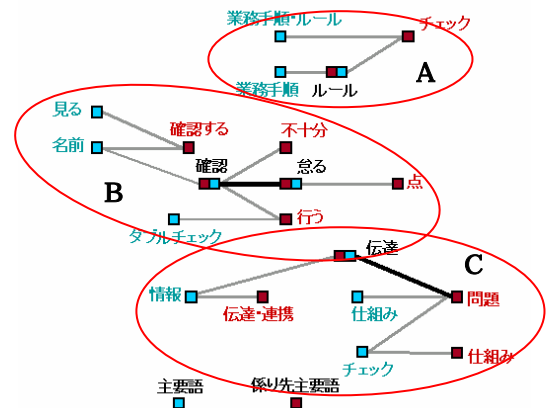 業務手順・ルール
チェック
A
業務手順
ルール
見る
確認する
不十分
名前
確認
怠る
B
点
行う
ダブルチェック
伝達
C
情報
伝達・連携
仕組み
問題
チェック
仕組み
主要語
係り先主要語